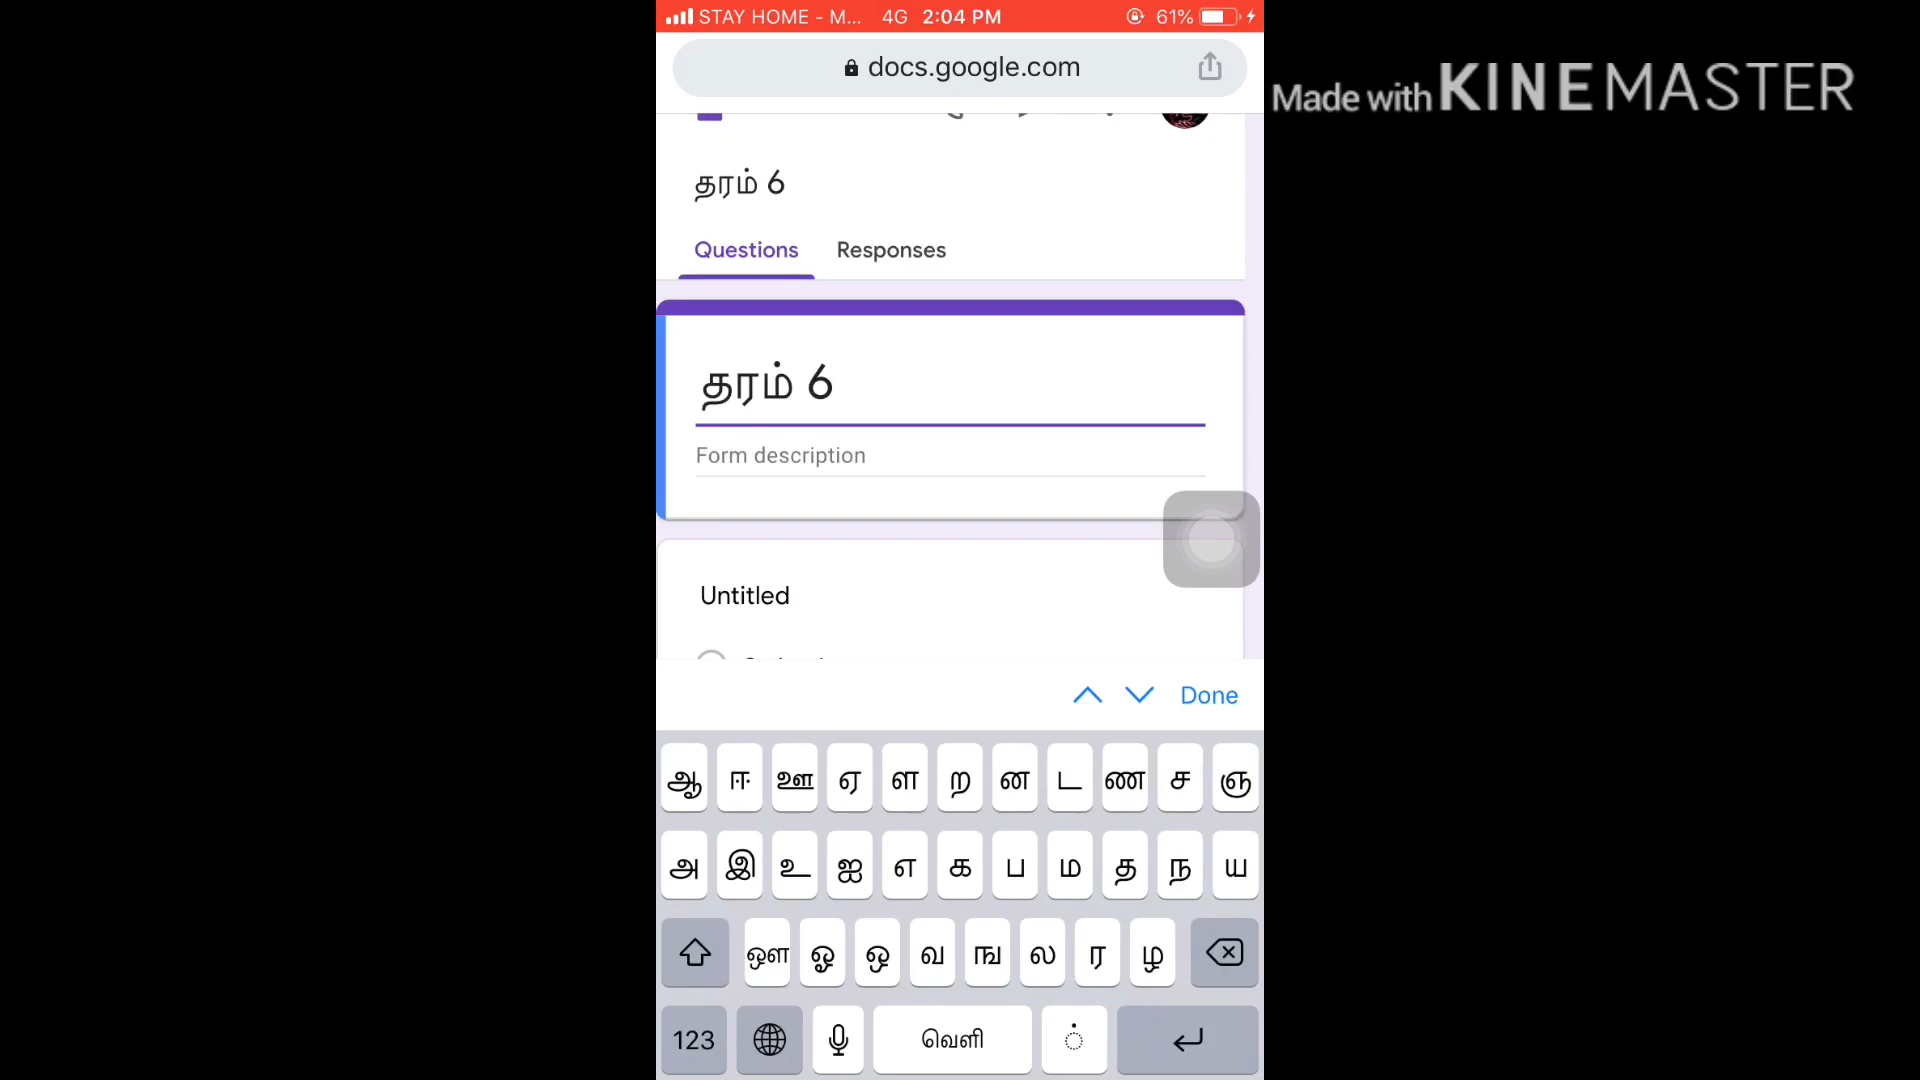 STAY HOME - M... 4G 2:04 PM 61%
docs.google.com
Made with KINEMASTER
தரம் 6
Questions Responses
தரம் 6
Form description
Untitled
Done
ஆ ஈ ஊ ஏ ள ற ன ட ண ச ஞ
அ இ உ ஐ எ க ப ம த ந ய
ஔ ஓ ஒ வ ங ல ர ழ
123 வெளி ்